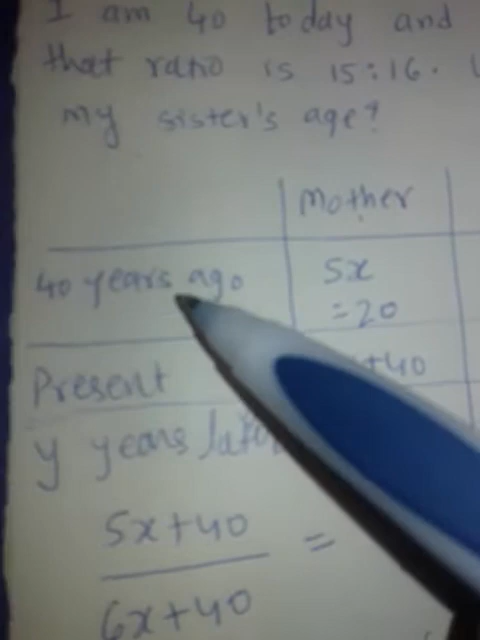 I am 40 today and
that ratio is 15:16.
my sister's age?
Mother
40 years ago 5x
=20
Present +40
y years later
5x+40 =
6x+40